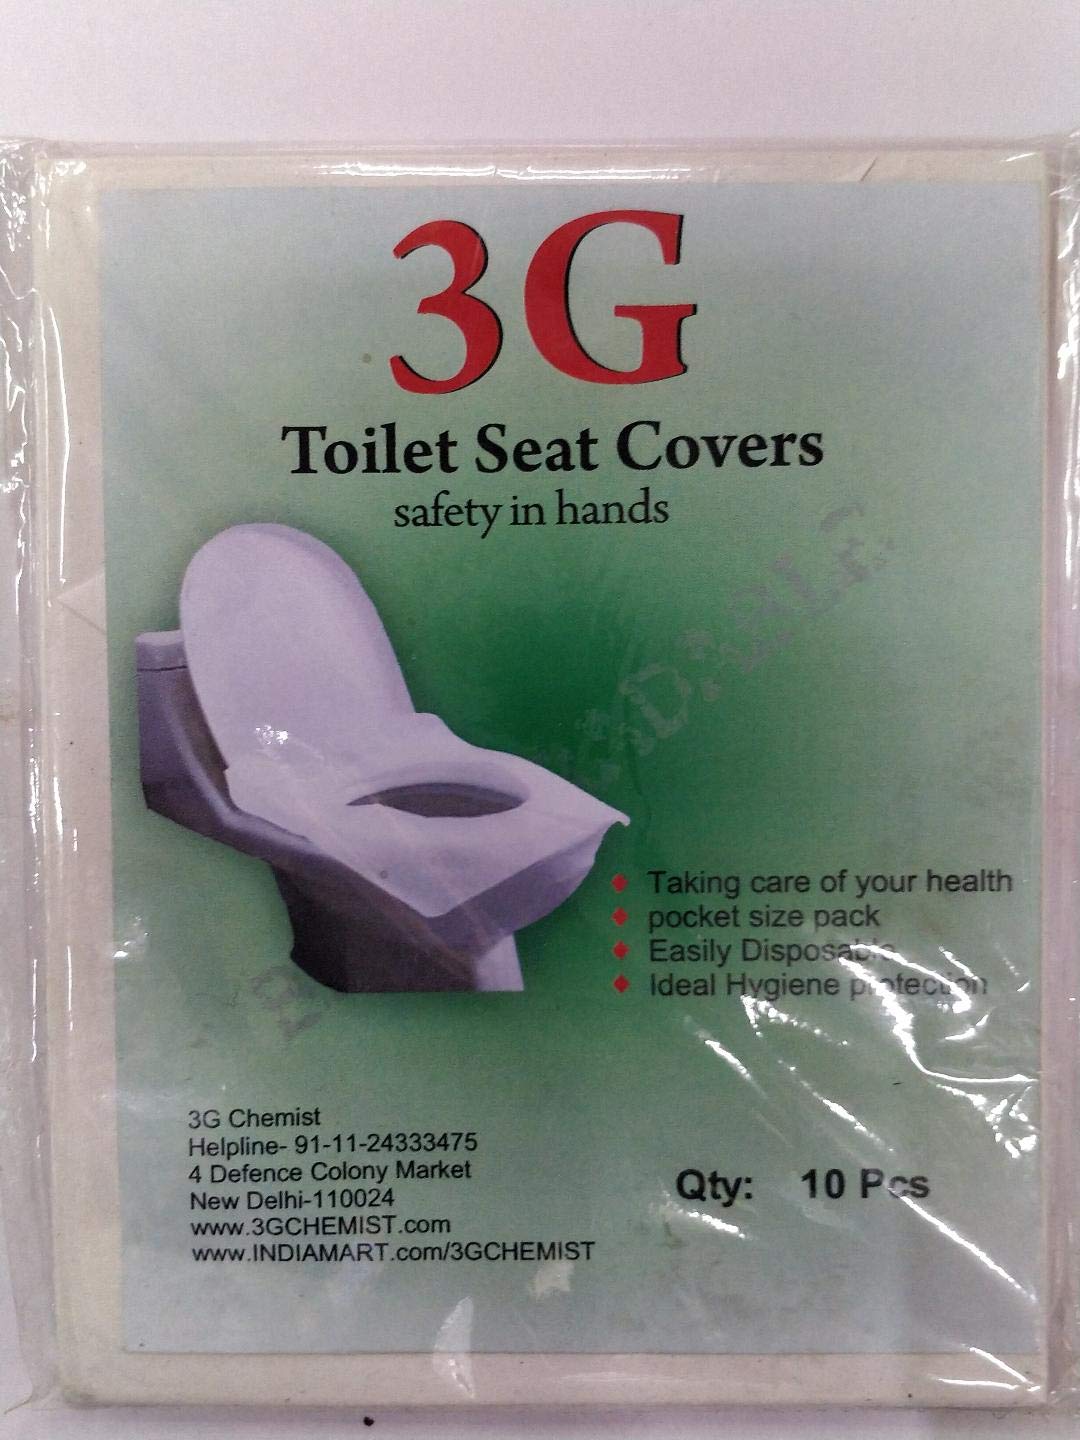 3G
Toilet Seat Covers
safety in hands
Taking care of your health
pocket size pack
Easily Disposable
Ideal Hygiene protection
3G Chemist
Helpline- 91-11-24333475
4 Defence Colony Market
New Delhi-110024
www.3GCHEMIST.com
www.INDIAMART.com/3GCHEMIST
Qty: 10 Pcs